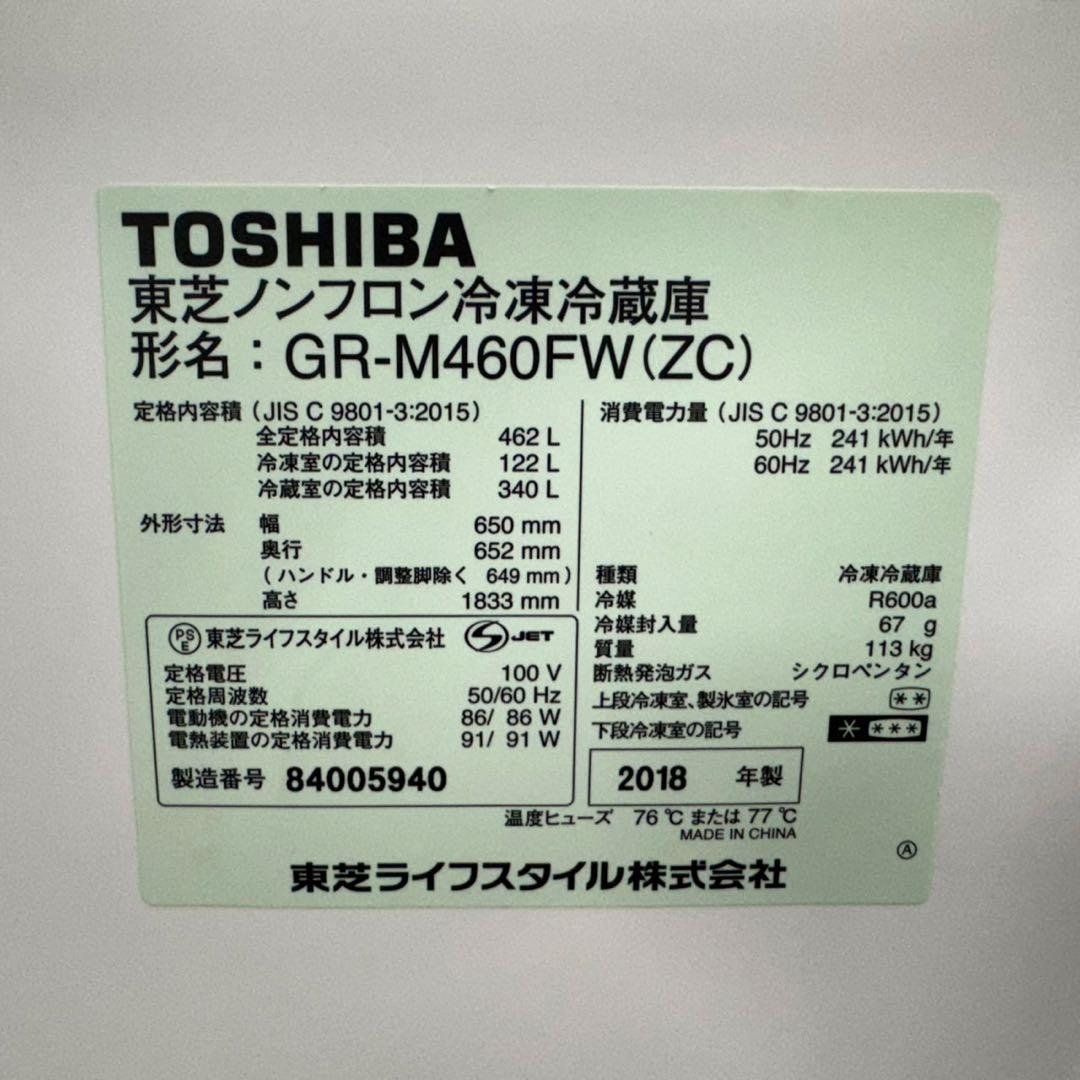 TOSHIBA
東芝ノンフロン冷凍冷蔵庫
形名：GR-M460FW(ZC)
定格内容積（JIS C 9801-3:2015）
全定格内容積 462 L
冷凍室の定格内容積 122 L
冷蔵室の定格内容積 340 L
外形寸法 幅 650 mm
奥行 652 mm
（ハンドル・調整脚除く 649 mm）
高さ 1833 mm
消費電力量（JIS C 9801-3:2015）
50Hz 241 kWh/年
60Hz 241 kWh/年
種類 冷凍冷蔵庫
冷媒 R600a
冷媒封入量 67 g
質量 113 kg
断熱発泡ガス シクロペンタン
上段冷凍室、製氷室の記号 **
下段冷凍室の記号 * ***
PSE 東芝ライフスタイル株式会社 S JET
定格電圧 100 V
定格周波数 50/60 Hz
電動機の定格消費電力 86/ 86 W
電熱装置の定格消費電力 91/ 91 W
製造番号 84005940
2018 年製
温度ヒューズ 76 ℃ または 77 ℃
MADE IN CHINA
Ⓐ
東芝ライフスタイル株式会社